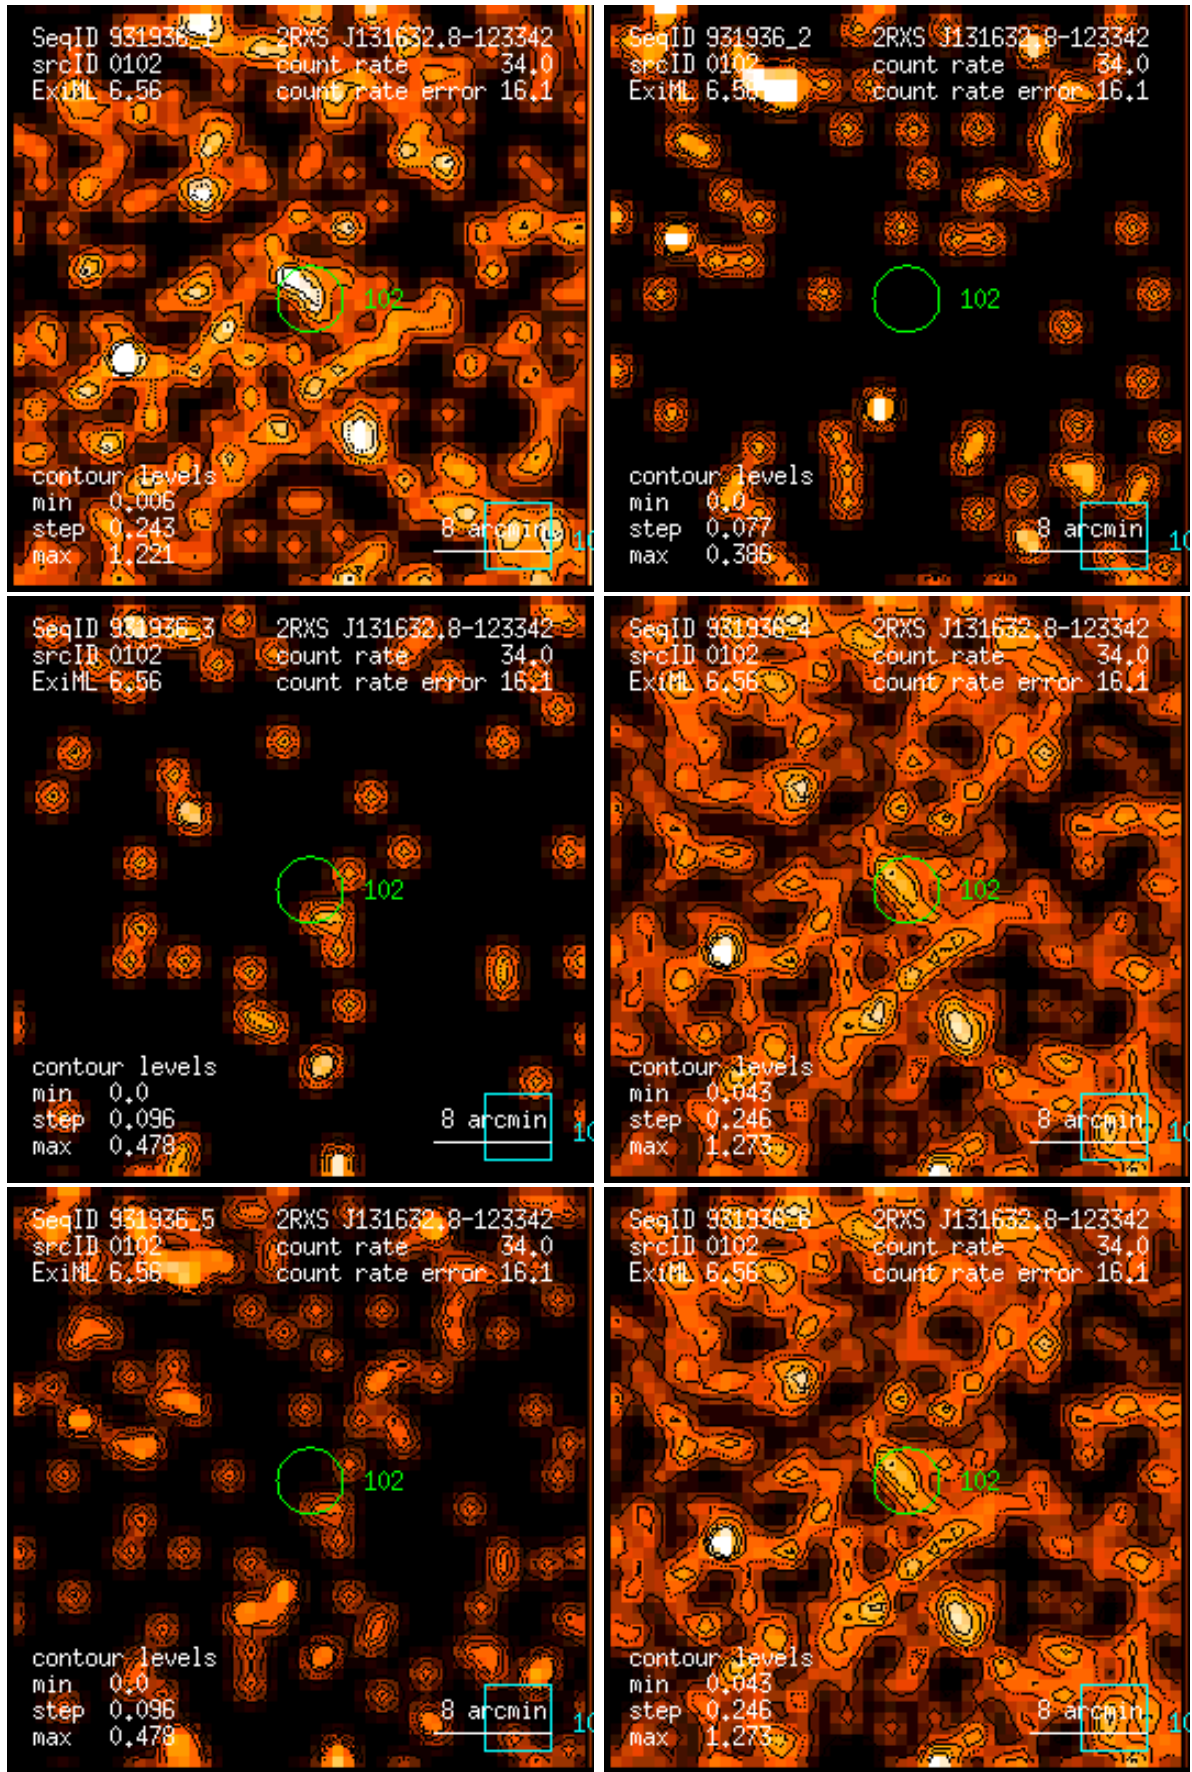 SeqID 931936_1 2RXS J131632.8-123342
srcID 0102 count rate 34.0
ExiML 6.56 count rate error 16.1
102
contour levels
min 0.006
step 0.243 8 arcmin 10
max 1.221
SeqID 931936_2 2RXS J131632.8-123342
srcID 0102 count rate 34.0
ExiML 6.56 count rate error 16.1
102
contour levels
min 0.0
step 0.077 8 arcmin 10
max 0.386
SeqID 931936_3 2RXS J131632.8-123342
srcID 0102 count rate 34.0
ExiML 6.56 count rate error 16.1
102
contour levels
min 0.0
step 0.096 8 arcmin 10
max 0.478
SeqID 931936_4 2RXS J131632.8-123342
srcID 0102 count rate 34.0
ExiML 6.56 count rate error 16.1
102
contour levels
min 0.043
step 0.246 8 arcmin 10
max 1.273
SeqID 931936_5 2RXS J131632.8-123342
srcID 0102 count rate 34.0
ExiML 6.56 count rate error 16.1
102
contour levels
min 0.0
step 0.096 8 arcmin 10
max 0.478
SeqID 931936_6 2RXS J131632.8-123342
srcID 0102 count rate 34.0
ExiML 6.56 count rate error 16.1
102
contour levels
min 0.043
step 0.246 8 arcmin 10
max 1.273